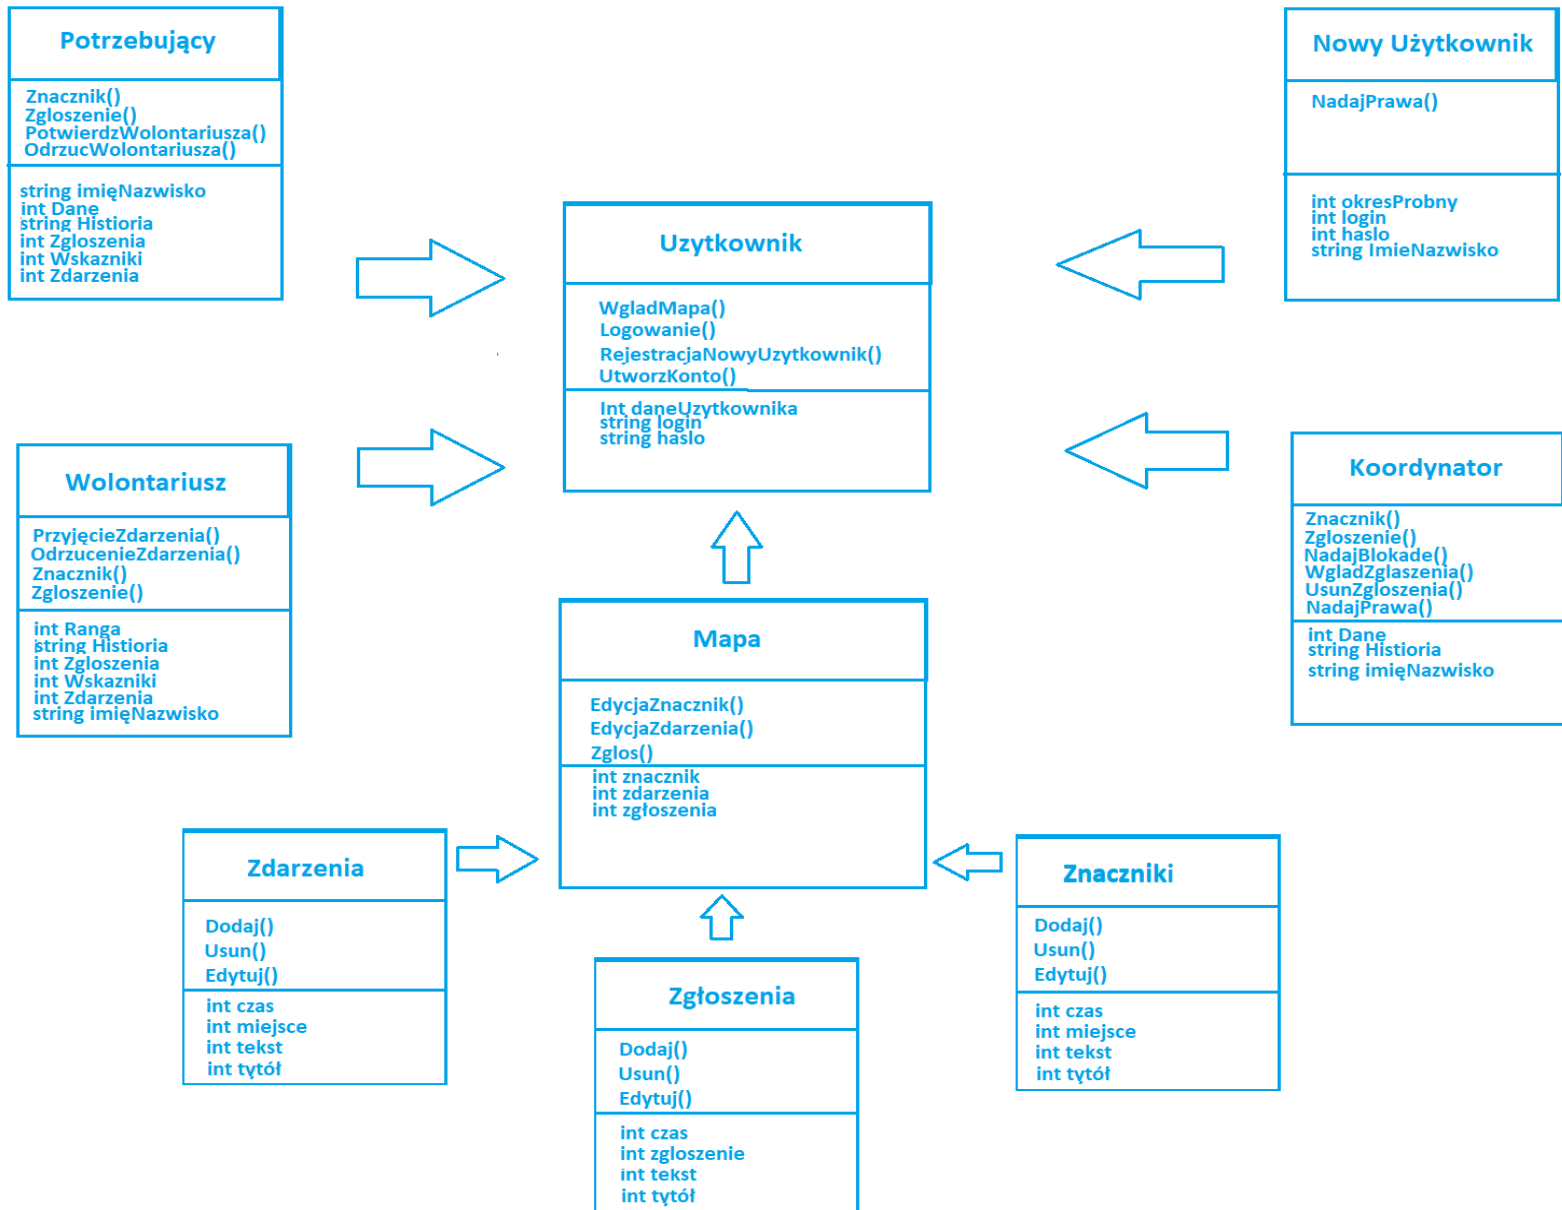 Potrzebujący
Znacznik()
Zgloszenie()
PotwierdzWolontariusza()
OdrzucWolontariusza()
string imięNazwisko
int Dane
string Histioria
int Zgloszenia
int Wskazniki
int Zdarzenia
Nowy Użytkownik
NadajPrawa()
int okresProbny
int login
int haslo
string ImieNazwisko
Uzytkownik
WgladMapa()
Logowanie()
RejestracjaNowyUzytkownik()
UtworzKonto()
Int daneUzytkownika
string login
string haslo
Wolontariusz
PrzyjęcieZdarzenia()
OdrzucenieZdarzenia()
Znacznik()
Zgloszenie()
int Ranga
string Histioria
int Zgloszenia
int Wskazniki
int Zdarzenia
string imięNazwisko
Koordynator
Znacznik()
Zgloszenie()
NadajBlokade()
WgladZglaszenia()
UsunZgloszenia()
NadajPrawa()
int Dane
string Histioria
string imięNazwisko
Mapa
EdycjaZnacznik()
EdycjaZdarzenia()
Zglos()
int znacznik
int zdarzenia
int zgłoszenia
Zdarzenia
Dodaj()
Usun()
Edytuj()
int czas
int miejsce
int tekst
int tytół
Znaczniki
Dodaj()
Usun()
Edytuj()
int czas
int miejsce
int tekst
int tytół
Zgłoszenia
Dodaj()
Usun()
Edytuj()
int czas
int zgloszenie
int tekst
int tytół